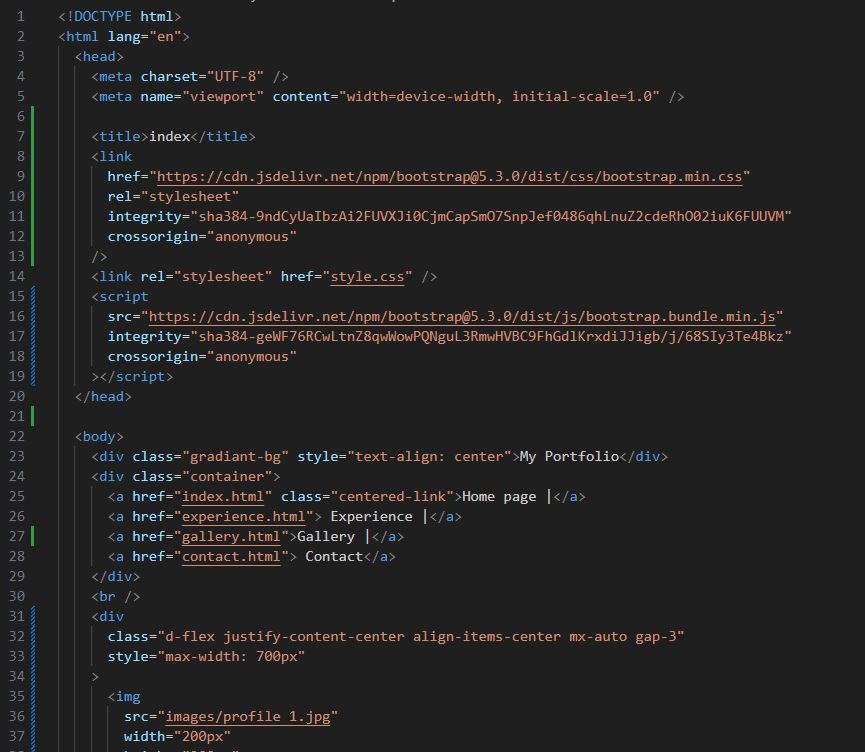 1 <!DOCTYPE html>
2 <html lang="en">
3 <head>
4 <meta charset="UTF-8" />
5 <meta name="viewport" content="width=device-width, initial-scale=1.0" />
6
7 <title>index</title>
8 <link
9 href="https://cdn.jsdelivr.net/npm/bootstrap@5.3.0/dist/css/bootstrap.min.css"
10 rel="stylesheet"
11 integrity="sha384-9ndCyUaIbzAi2FUVXJi0CjmCapSmO7SnpJef0486qhLnuZ2cdeRhO02iuK6FUUVM"
12 crossorigin="anonymous"
13 />
14 <link rel="stylesheet" href="style.css" />
15 <script
16 src="https://cdn.jsdelivr.net/npm/bootstrap@5.3.0/dist/js/bootstrap.bundle.min.js"
17 integrity="sha384-geWF76RCwLtnZ8qwWowPQNguL3RmwHVBC9FhGdlKrxdiJJigb/j/68SIy3Te4Bkz"
18 crossorigin="anonymous"
19 ></script>
20 </head>
21
22 <body>
23 <div class="gradiant-bg" style="text-align: center">My Portfolio</div>
24 <div class="container">
25 <a href="index.html" class="centered-link">Home page |</a>
26 <a href="experience.html"> Experience |</a>
27 <a href="gallery.html">Gallery |</a>
28 <a href="contact.html"> Contact</a>
29 </div>
30 <br />
31 <div
32 class="d-flex justify-content-center align-items-center mx-auto gap-3"
33 style="max-width: 700px"
34 >
35 <img
36 src="images/profile 1.jpg"
37 width="200px"